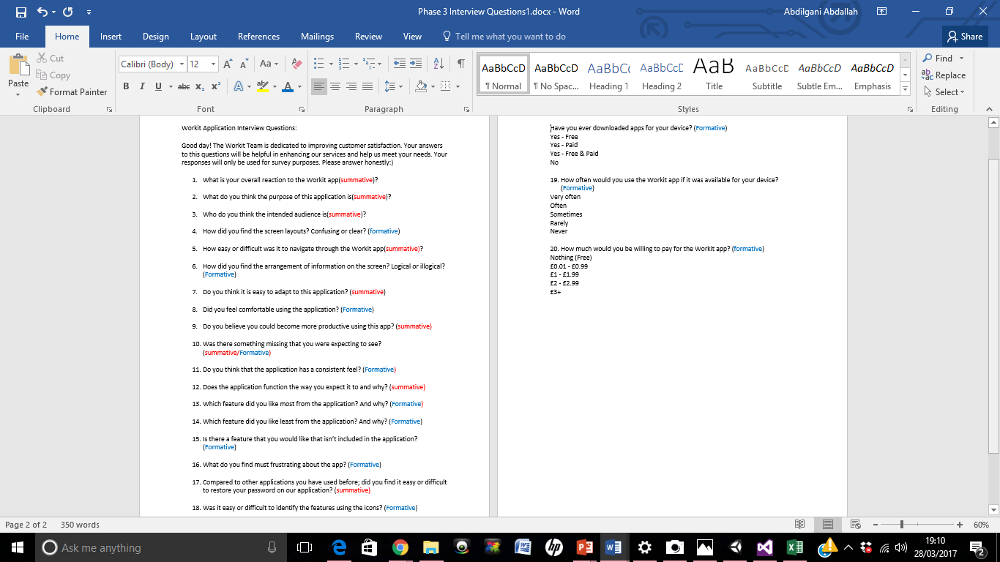 Phase 3 Interview Questions1.docx - Word
Abdilgani Abdallah
File Home Insert Design Layout References Mailings Review View Tell me what you want to do Share
Paste
Cut
Copy
Format Painter
Clipboard
Calibri (Body) 12 Aa
B I U abc x₂ x² A ab A
Font
Paragraph
AaBbCcD AaBbCcD AaBbCc AaBbCcD AaB AaBbCcD AaBbCcD AaBbCcD
¶ Normal ¶ No Spac... Heading 1 Heading 2 Title Subtitle Subtle Em... Emphasis
Styles
Find
Replace
Select
Editing
Workit Application Interview Questions:
Good day! The Workit Team is dedicated to improving customer satisfaction. Your answers
to this questions will be helpful in enhancing our services and help us meet your needs. Your
responses will only be used for survey purposes. Please answer honestly:)
1. What is your overall reaction to the Workit app(summative)?
2. What do you think the purpose of this application is(summative)?
3. Who do you think the intended audience is(summative)?
4. How did you find the screen layouts? Confusing or clear? (formative)
5. How easy or difficult was it to navigate through the Workit app(summative)?
6. How did you find the arrangement of information on the screen? Logical or illogical?
(Formative)
7. Do you think it is easy to adapt to this application? (summative)
8. Did you feel comfortable using the application? (Formative)
9. Do you believe you could become more productive using this app? (summative)
10. Was there something missing that you were expecting to see?
(summative/Formative)
11. Do you think that the application has a consistent feel? (Formative)
12. Does the application function the way you expect it to and why? (summative)
13. Which feature did you like most from the application? And why? (Formative)
14. Which feature did you like least from the application? And why? (Formative)
15. Is there a feature that you would like that isn't included in the application?
(Formative)
16. What do you find must frustrating about the app? (Formative)
17. Compared to other applications you have used before; did you find it easy or difficult
to restore your password on our application? (summative)
18. Was it easy or difficult to identify the features using the icons? (Formative)
Have you ever downloaded apps for your device? (Formative)
Yes - Free
Yes - Paid
Yes - Free & Paid
No
19. How often would you use the Workit app if it was available for your device?
(Formative)
Very often
Often
Sometimes
Rarely
Never
20. How much would you be willing to pay for the Workit app? (formative)
Nothing (Free)
£0.01 - £0.99
£1 - £1.99
£2 - £2.99
£3+
Page 2 of 2 350 words
60%
Ask me anything
19:10
28/03/2017
2